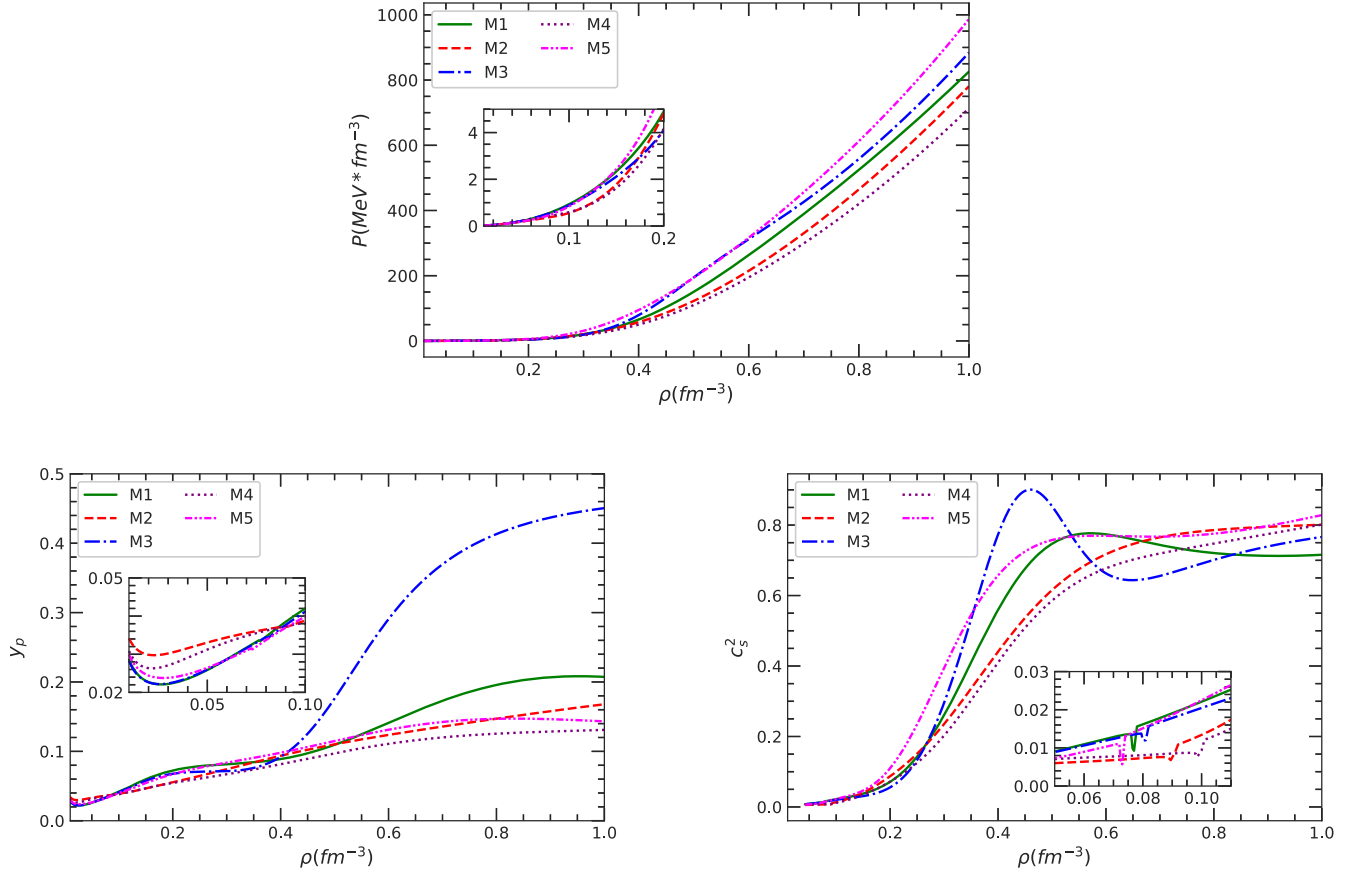 1000
800
600
400
200
0
P(MeV * fm⁻³)
M1 M4
M2 M5
M3
4
2
0
0.1 0.2
0.2 0.4 0.6 0.8 1.0
ρ(fm⁻³)
0.5
0.4
0.3
0.2
0.1
0.0
y_p
M1 M4
M2 M5
M3
0.05
0.02
0.05 0.10
0.2 0.4 0.6 0.8 1.0
ρ(fm⁻³)
0.8
0.6
0.4
0.2
0.0
c_s^2
M1 M4
M2 M5
M3
0.03
0.02
0.01
0.00
0.06 0.08 0.10
0.2 0.4 0.6 0.8 1.0
ρ(fm⁻³)